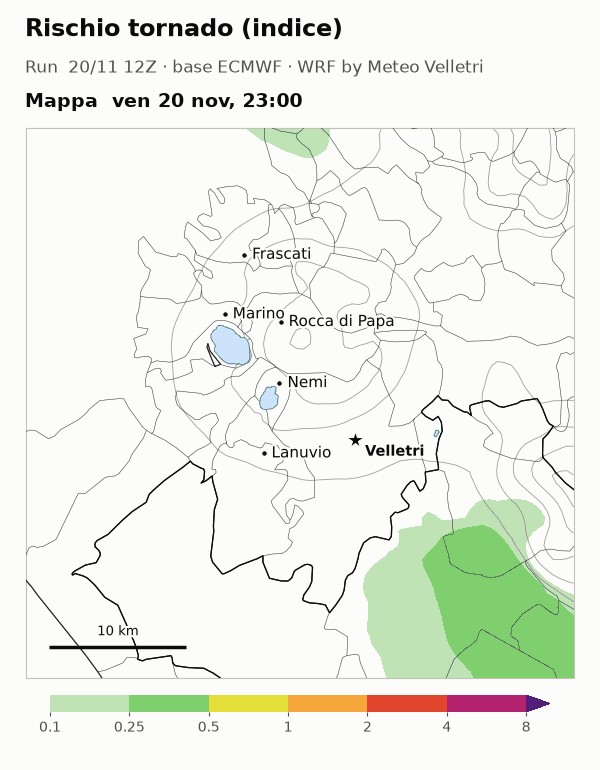 Rischio tornado (indice)
Run  20/11 12Z · base ECMWF · WRF by Meteo Velletri
Mappa  ven 20 nov, 23:00
Frascati
Marino
Rocca di Papa
Nemi
Velletri
Lanuvio
10 km
0.1 0.25 0.5 1 2 4 8